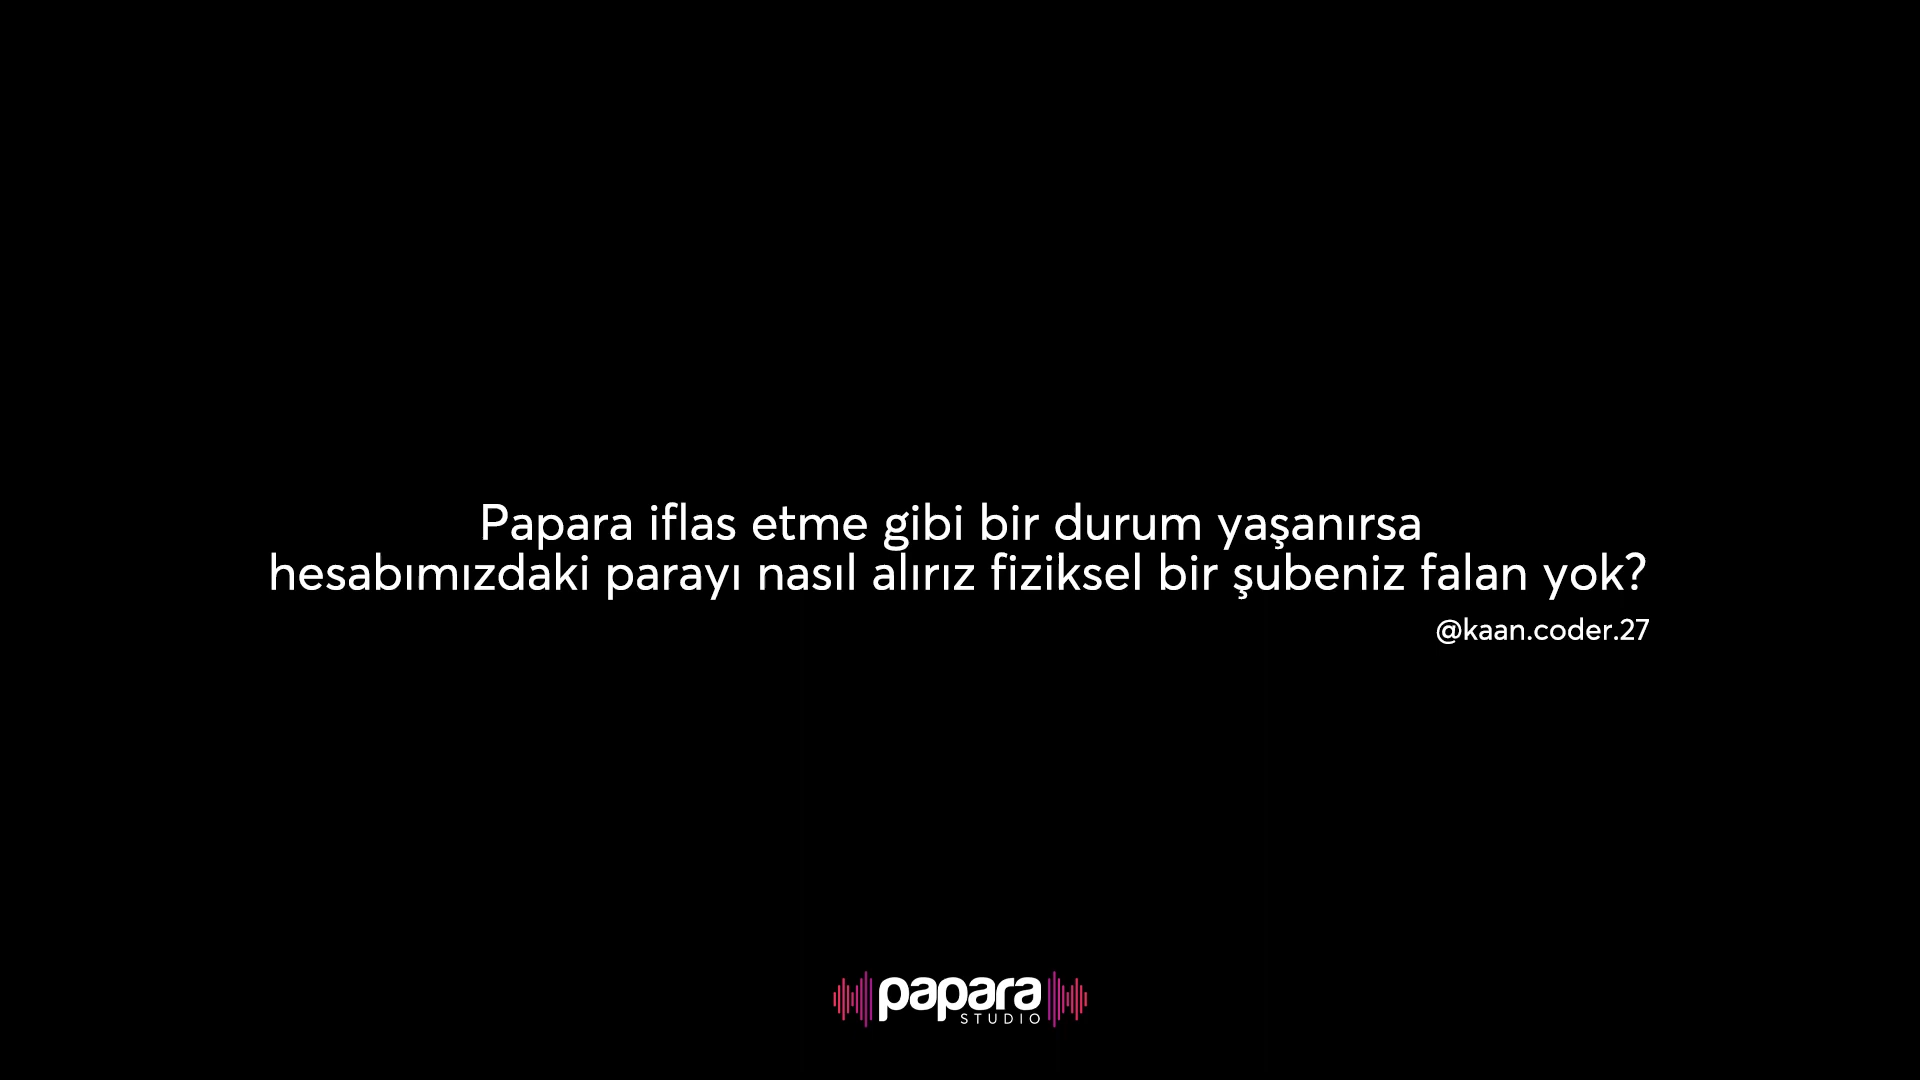 Papara iflas etme gibi bir durum yaşanırsa
hesabımızdaki parayı nasıl alırız fiziksel bir şubeniz falan yok?
@kaan.coder.27
papara
STUDIO